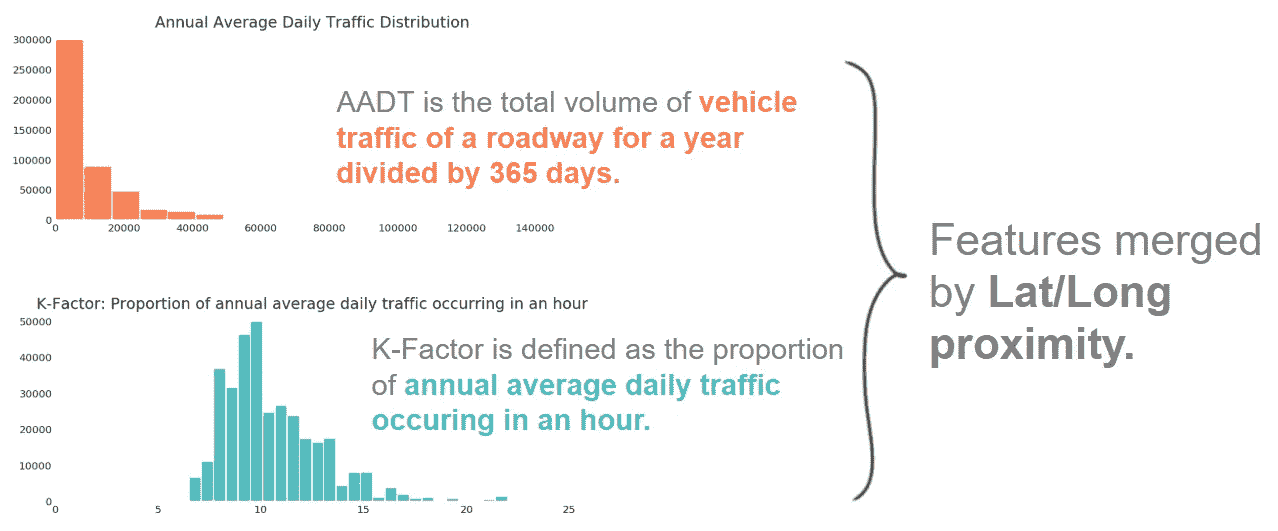 Annual Average Daily Traffic Distribution
300000
250000
200000
150000
100000
50000
0
0 20000 40000 60000 80000 100000 120000 140000
AADT is the total volume of vehicle
traffic of a roadway for a year
divided by 365 days.
K-Factor: Proportion of annual average daily traffic occurring in an hour
50000
40000
30000
20000
10000
0
0 5 10 15 20 25
K-Factor is defined as the proportion
of annual average daily traffic
occuring in an hour.
Features merged
by Lat/Long
proximity.